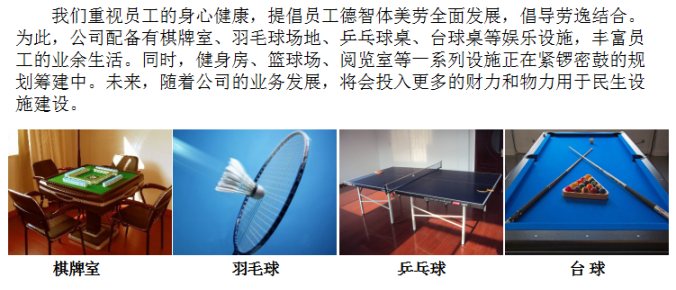 我们重视员工的身心健康，提倡员工德智体美劳全面发展，倡导劳逸结合。
为此，公司配备有棋牌室、羽毛球场地、乒乓球桌、台球桌等娱乐设施，丰富员
工的业余生活。同时，健身房、篮球场、阅览室等一系列设施正在紧锣密鼓的规
划筹建中。未来，随着公司的业务发展，将会投入更多的财力和物力用于民生设
施建设。
棋牌室 羽毛球 乒乓球 台 球